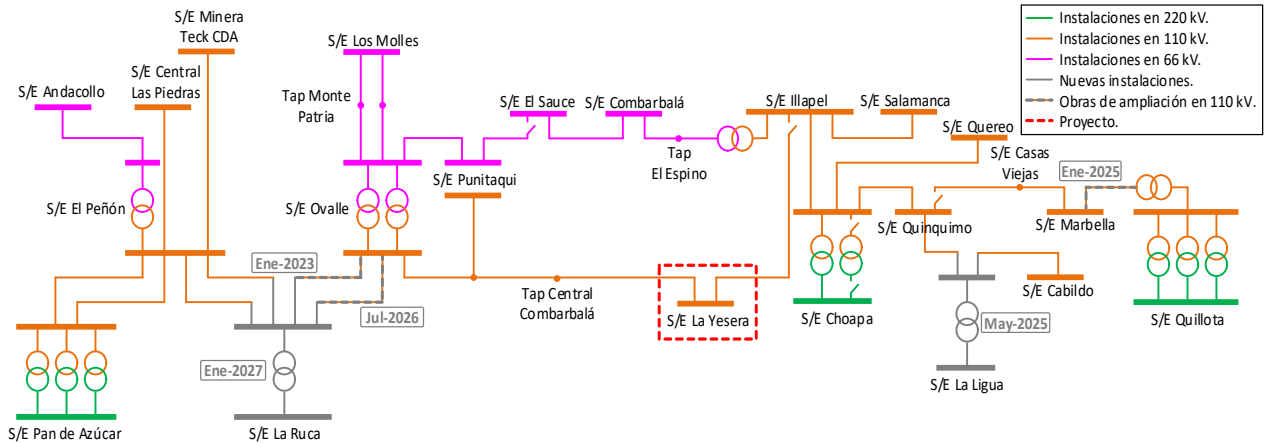 S/E Minera
Teck CDA
S/E Los Molles
S/E Central
Las Piedras
S/E Andacollo
Tap Monte
Patria
S/E El Sauce
S/E Combarbalá
S/E Illapel
S/E Salamanca
Instalaciones en 220 kV.
Instalaciones en 110 kV.
Instalaciones en 66 kV.
Nuevas instalaciones.
Obras de ampliación en 110 kV.
Proyecto.
S/E Quereo
S/E Casas
Viejas
Ene-2025
Tap
El Espino
S/E Punitaqui
S/E El Peñón
S/E Ovalle
S/E Quinquimo
S/E Marbella
Ene-2023
Tap Central
Combarbalá
Jul-2026
S/E La Yesera
S/E Choapa
S/E Cabildo
S/E Quillota
May-2025
Ene-2027
S/E La Ligua
S/E Pan de Azúcar
S/E La Ruca